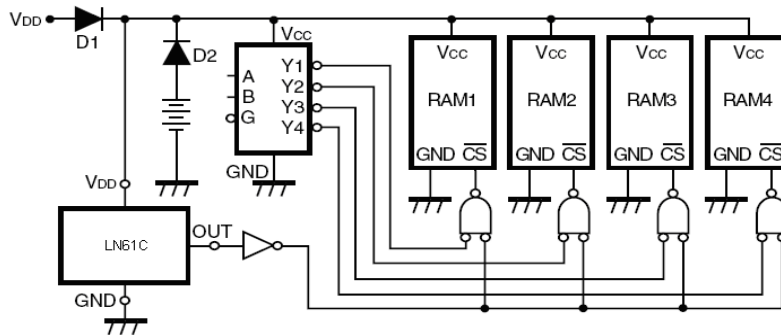 VDD
D1
D2
VCC
A
B
G
Y1
Y2
Y3
Y4
GND
VCC
RAM1
GND CS
VCC
RAM2
GND CS
VCC
RAM3
GND CS
VCC
RAM4
GND CS
VDD
LN61C
OUT
GND